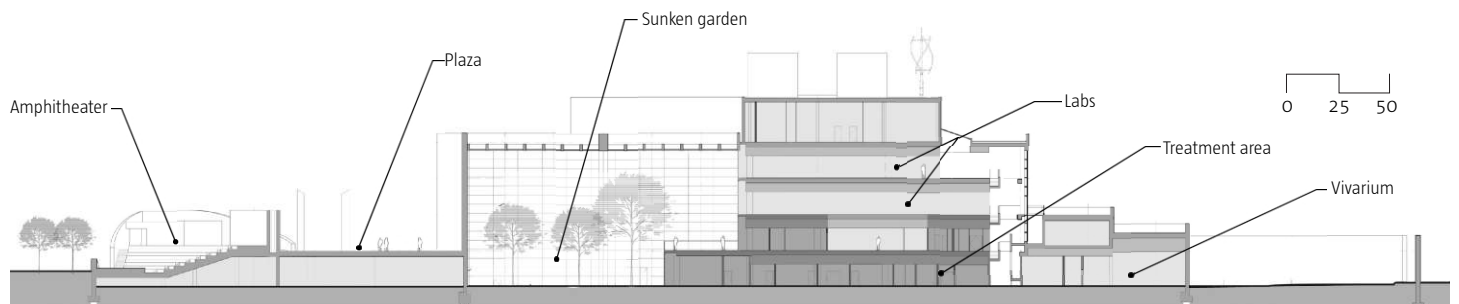 Sunken garden
Plaza
Amphitheater
Labs
0 25 50
Treatment area
Vivarium